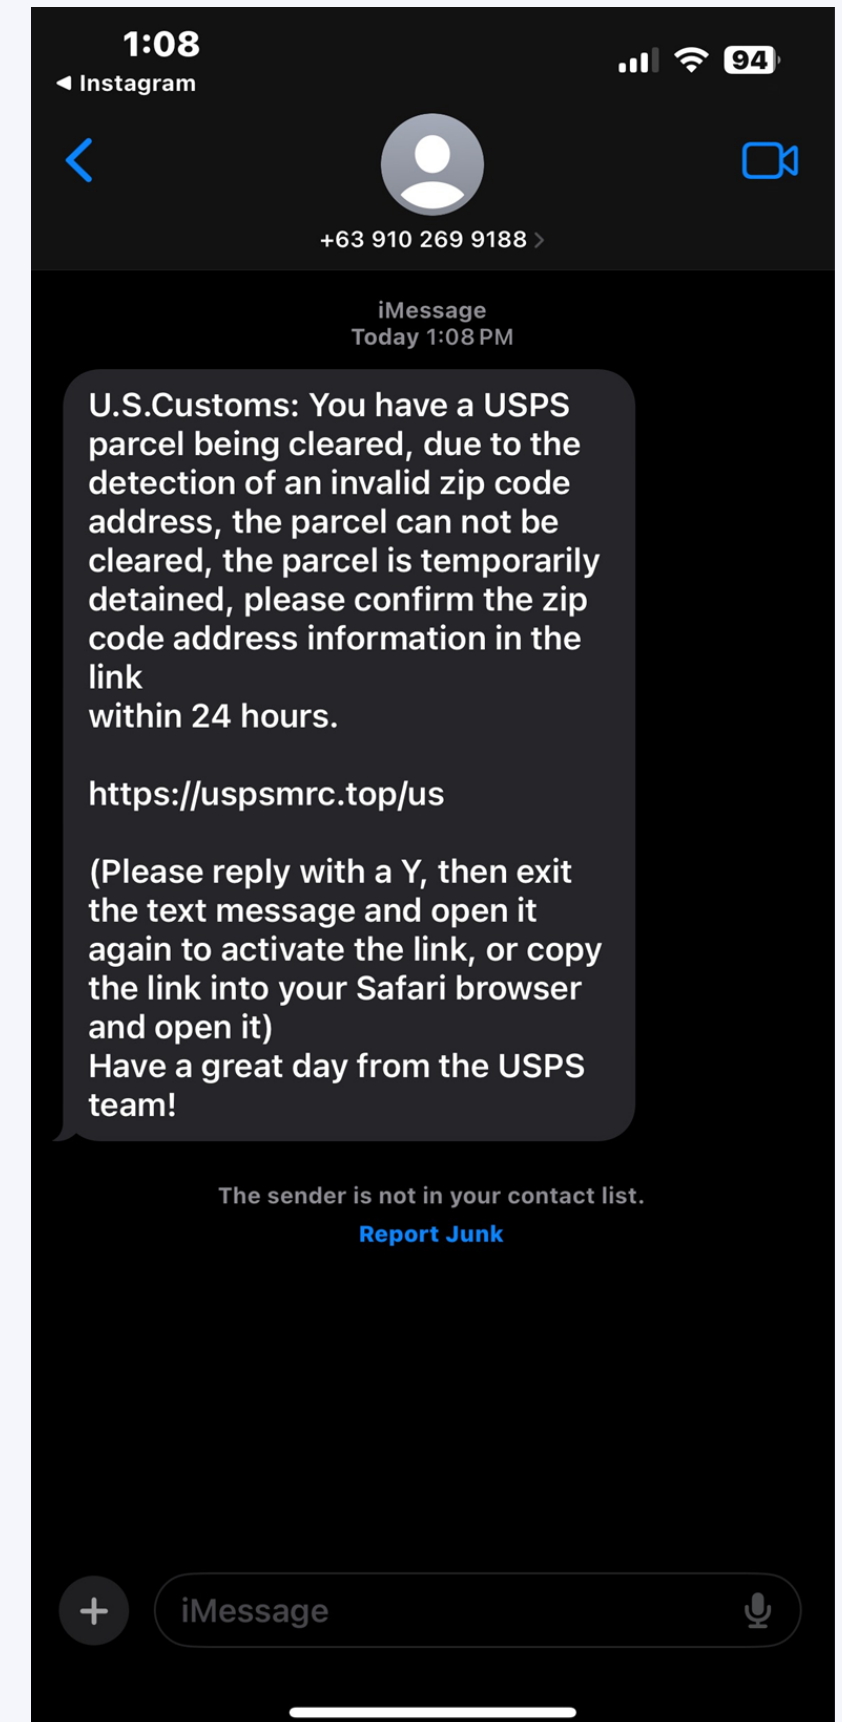 1:08
94
◀ Instagram
+63 910 269 9188 >
iMessage
Today 1:08 PM
U.S.Customs: You have a USPS
parcel being cleared, due to the
detection of an invalid zip code
address, the parcel can not be
cleared, the parcel is temporarily
detained, please confirm the zip
code address information in the
link
within 24 hours.
https://uspsmrc.top/us
(Please reply with a Y, then exit
the text message and open it
again to activate the link, or copy
the link into your Safari browser
and open it)
Have a great day from the USPS
team!
The sender is not in your contact list.
Report Junk
iMessage